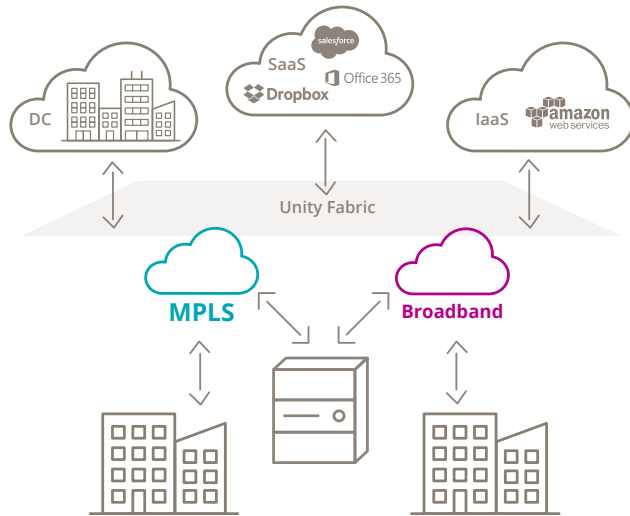 salesforce
SaaS
Office 365
Dropbox
DC
IaaS
amazon
web services
Unity Fabric
MPLS
Broadband